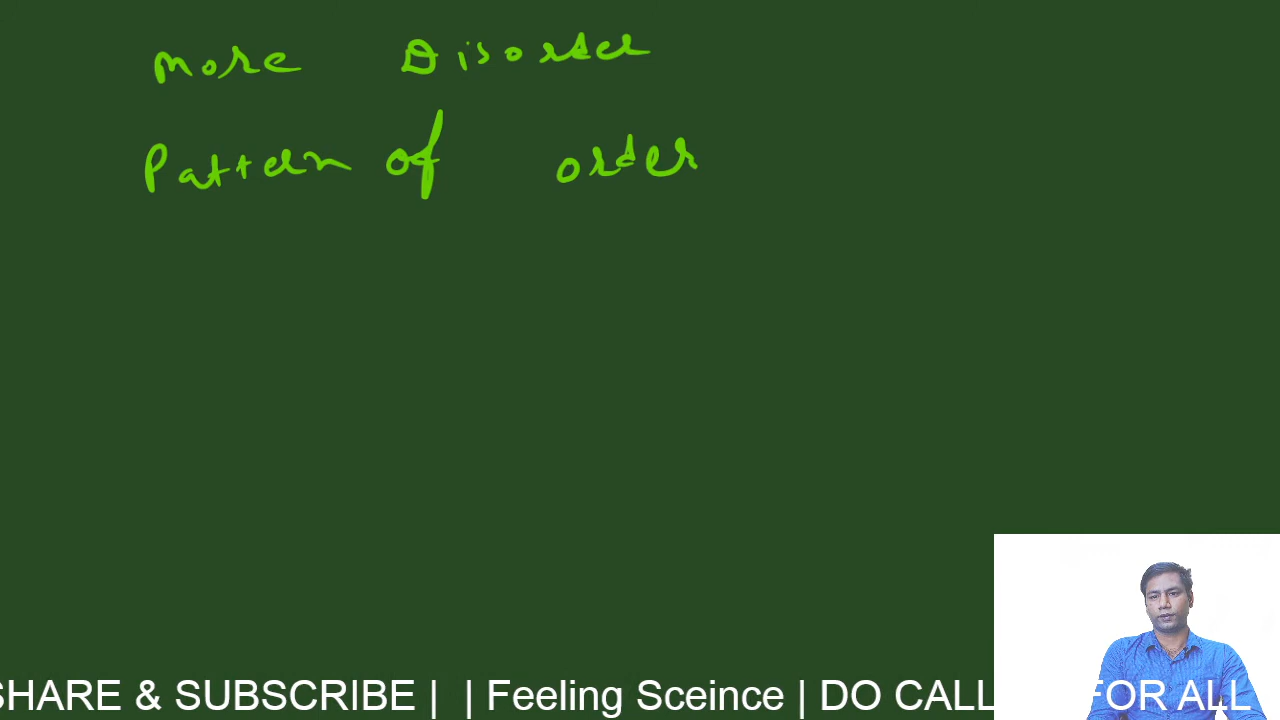 More Disorder
Pattern of order
SHARE & SUBSCRIBE | | Feeling Sceince | DO CALL FOR ALL